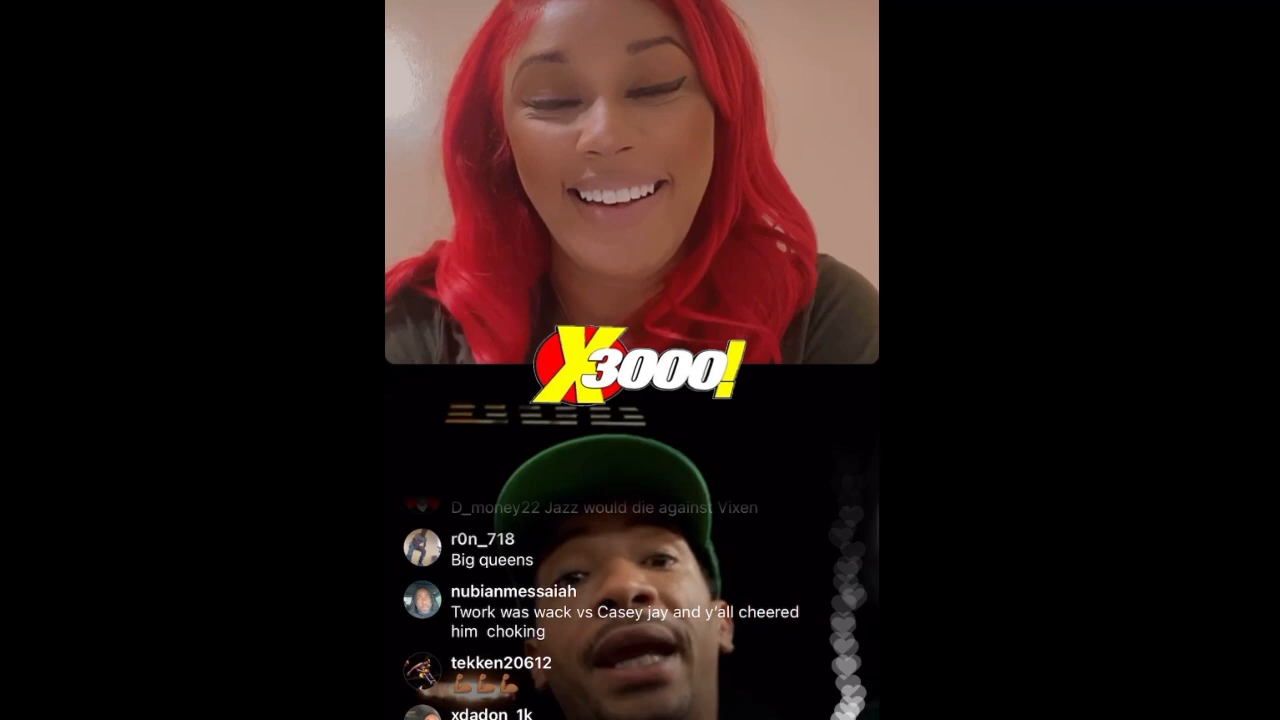 X3000!
D_money22 Jazz would die against Vixen
r0n_718
Big queens
nubianmessaiah
Twork was wack vs Casey jay and y'all cheered
him choking
tekken20612
💪🏾💪🏾💪🏾
xdadon_1k